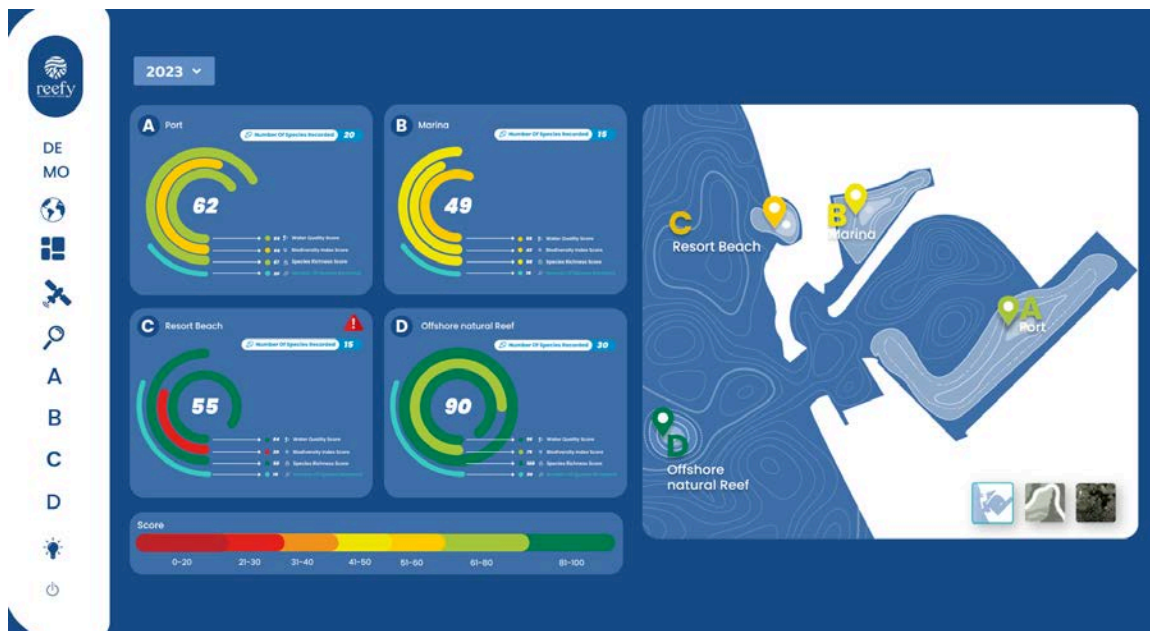 reefy
DE
MO
A
B
C
D
2023
A Port
Number Of Species Recorded 20
62
Water Quality Score
Biodiversity Index Score
Species Richness Score
B Marina
Number Of Species Recorded 15
49
Water Quality Score
Biodiversity Index Score
Species Richness Score
C Resort Beach
Number Of Species Recorded 15
55
Water Quality Score
Biodiversity Index Score
Species Richness Score
D Offshore natural Reef
Number Of Species Recorded 30
90
Water Quality Score
Biodiversity Index Score
Species Richness Score
Score
0-20 21-30 31-40 41-50 51-60 61-80 81-100
C
Resort Beach
B
Marina
A
Port
D
Offshore
natural Reef